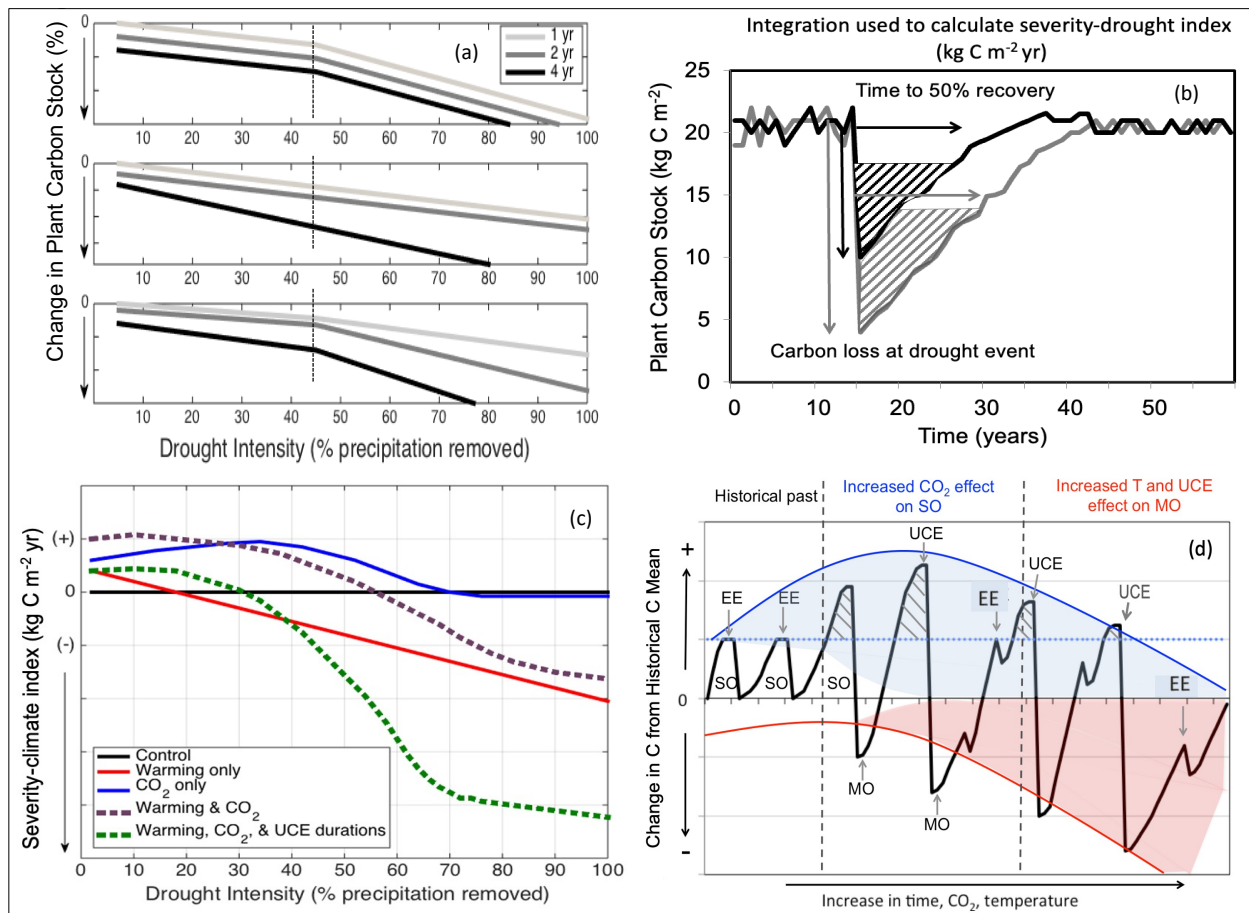 Change in Plant Carbon Stock (%)
(a)
1 yr
2 yr
4 yr
0
10 20 30 40 50 60 70 80 90 100
0
10 20 30 40 50 60 70 80 90 100
0
10 20 30 40 50 60 70 80 90 100
Drought Intensity (% precipitation removed)
Integration used to calculate severity-drought index
(kg C m-2 yr)
(b)
Plant Carbon Stock (kg C m-2)
25
20
15
10
5
0
Time to 50% recovery
Carbon loss at drought event
0 10 20 30 40 50
Time (years)
(c)
Severity-climate index (kg C m-2 yr)
(+)
0
(-)
Control
Warming only
CO2 only
Warming & CO2
Warming, CO2, & UCE durations
0 10 20 30 40 50 60 70 80 90 100
Drought Intensity (% precipitation removed)
Historical past
Increased CO2 effect
on SO
Increased T and UCE
effect on MO
(d)
Change in C from Historical C Mean
+
0
-
EE
EE
UCE
EE
UCE
UCE
EE
SO
SO
SO
MO
MO
Increase in time, CO2, temperature